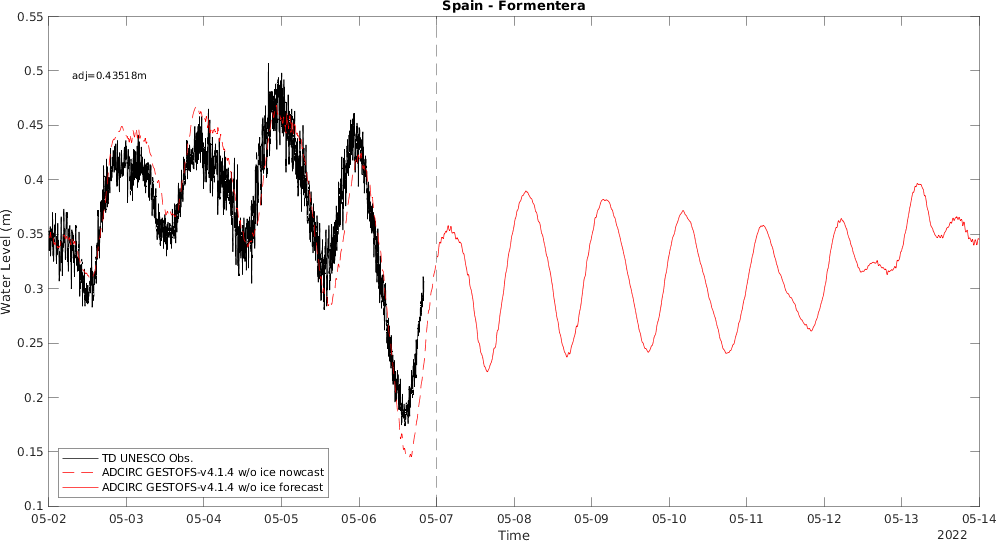 Spain - Formentera
0.55
0.5
0.45
0.4
0.35
0.3
0.25
0.2
0.15
0.1
Water Level (m)
adj=0.43518m
TD UNESCO Obs.
ADCIRC GESTOFS-v4.1.4 w/o ice nowcast
ADCIRC GESTOFS-v4.1.4 w/o ice forecast
05-02 05-03 05-04 05-05 05-06 05-07 05-08 05-09 05-10 05-11 05-12 05-13 05-14
Time
2022